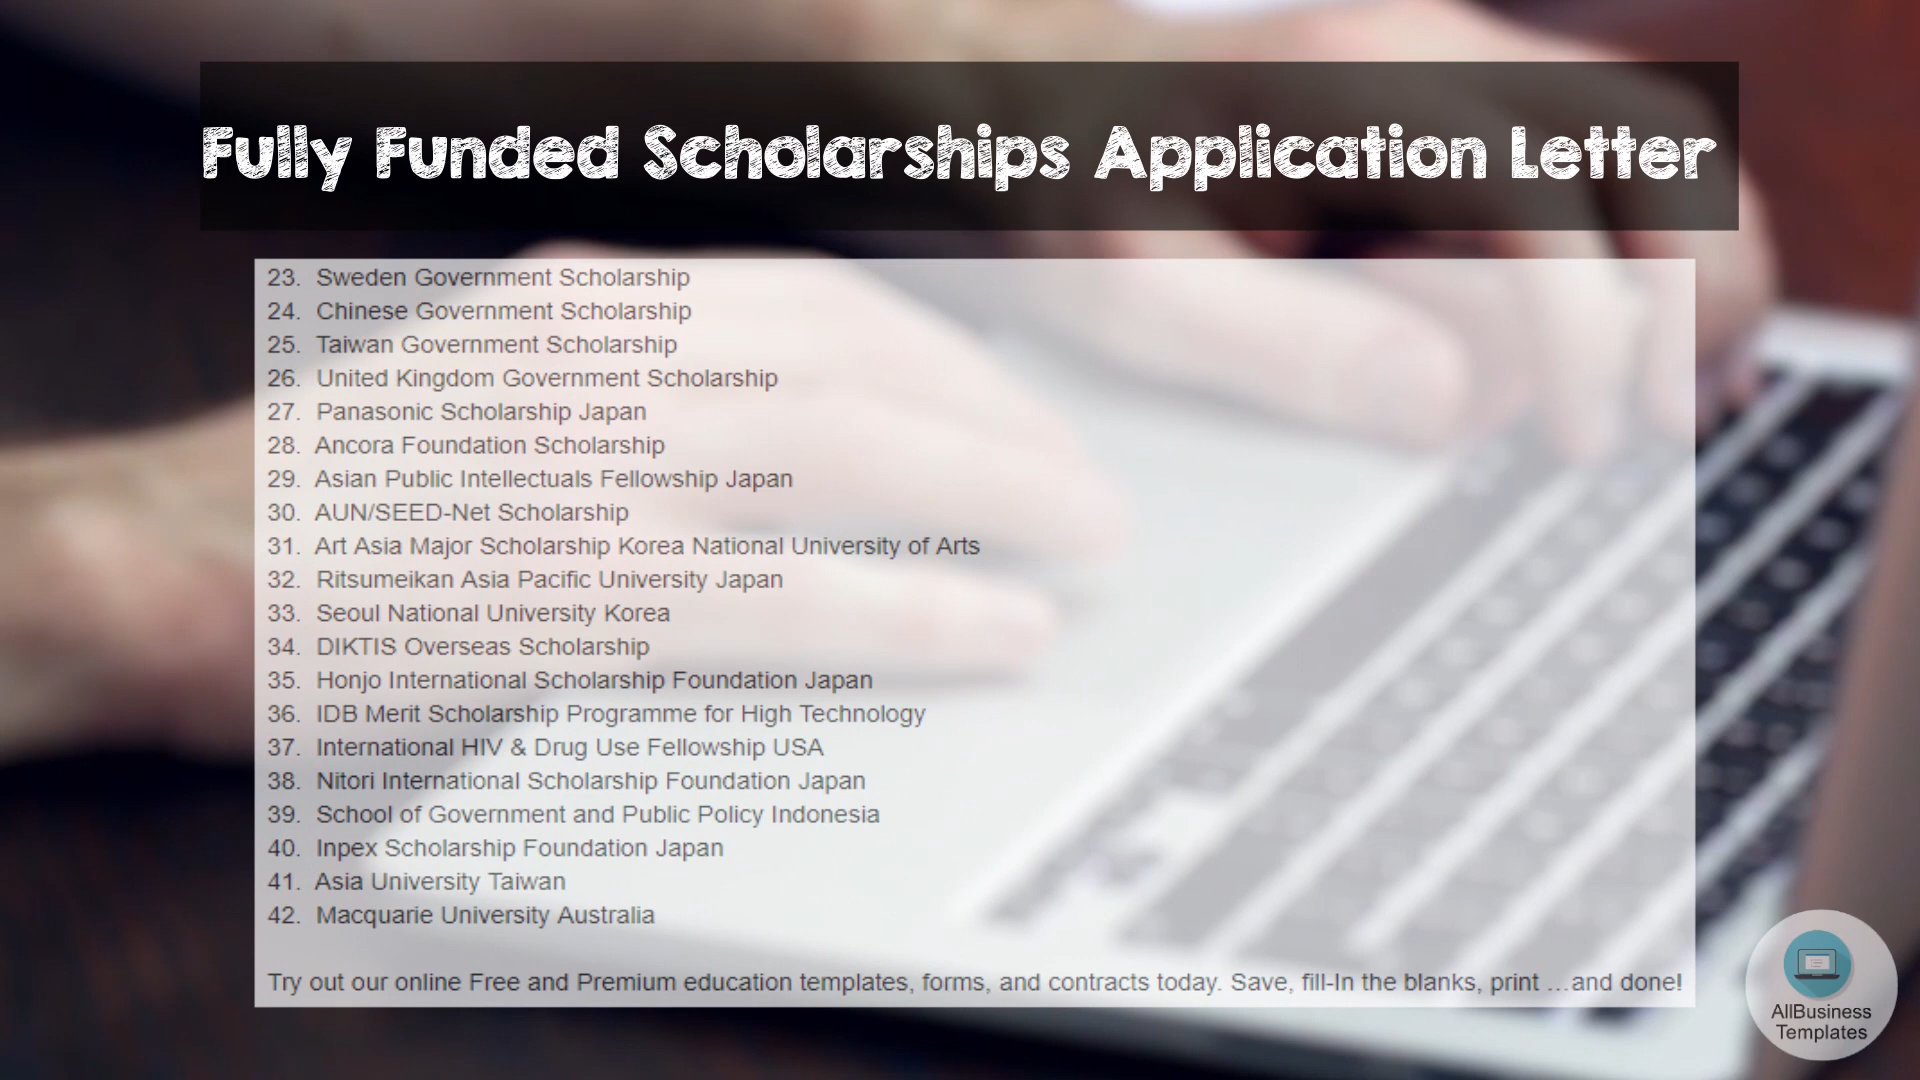 Fully Funded Scholarships Application Letter
23. Sweden Government Scholarship
24. Chinese Government Scholarship
25. Taiwan Government Scholarship
26. United Kingdom Government Scholarship
27. Panasonic Scholarship Japan
28. Ancora Foundation Scholarship
29. Asian Public Intellectuals Fellowship Japan
30. AUN/SEED-Net Scholarship
31. Art Asia Major Scholarship Korea National University of Arts
32. Ritsumeikan Asia Pacific University Japan
33. Seoul National University Korea
34. DIKTIS Overseas Scholarship
35. Honjo International Scholarship Foundation Japan
36. IDB Merit Scholarship Programme for High Technology
37. International HIV & Drug Use Fellowship USA
38. Nitori International Scholarship Foundation Japan
39. School of Government and Public Policy Indonesia
40. Inpex Scholarship Foundation Japan
41. Asia University Taiwan
42. Macquarie University Australia
Try out our online Free and Premium education templates, forms, and contracts today. Save, fill-In the blanks, print …and done!
AllBusiness
Templates